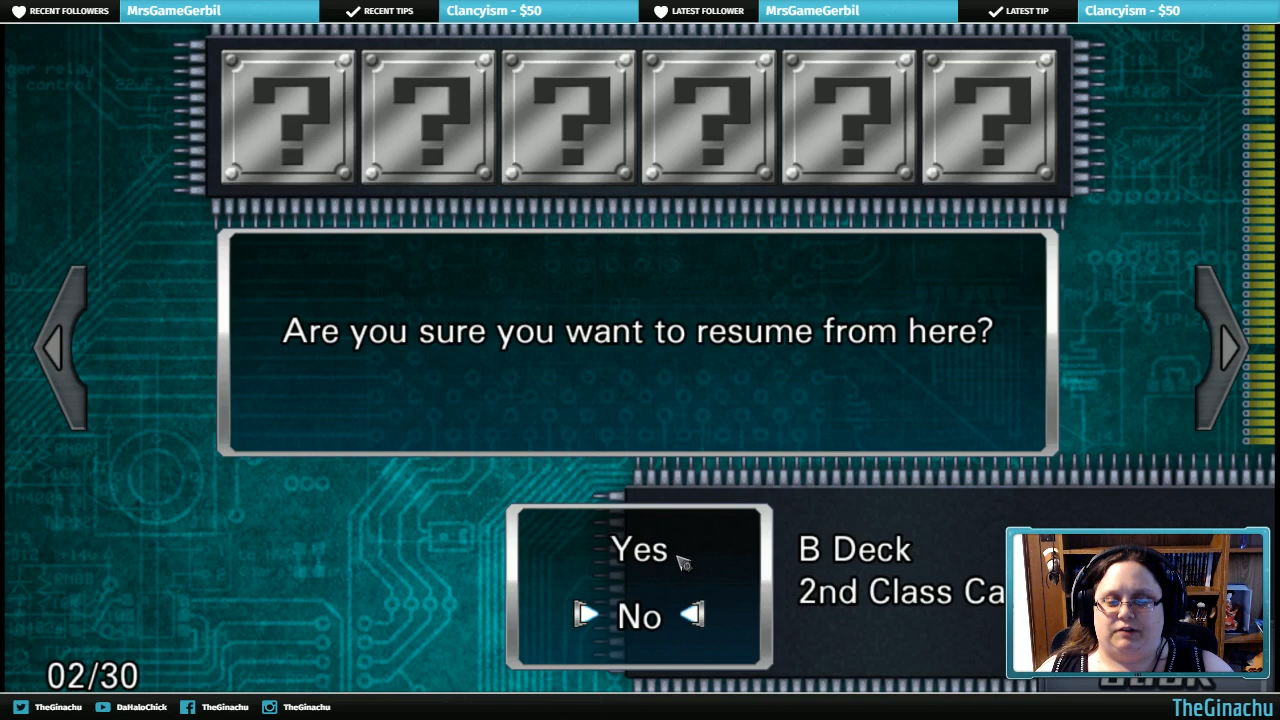 RECENT FOLLOWERS MrsGameGerbil RECENT TIPS Clancyism - $50 LATEST FOLLOWER MrsGameGerbil LATEST TIP Clancyism - $50
? ? ? ? ? ?
Are you sure you want to resume from here?
Yes
No
B Deck
2nd Class Ca
02/30
TheGinachu DaHaloChick TheGinachu TheGinachu TheGinachu